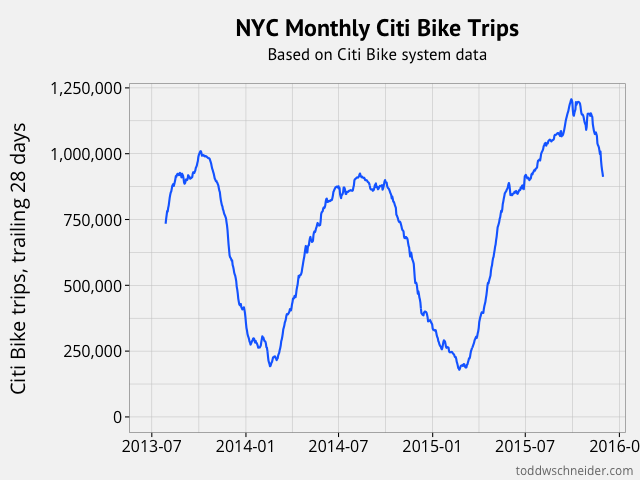 NYC Monthly Citi Bike Trips
Based on Citi Bike system data
Citi Bike trips, trailing 28 days
1,250,000
1,000,000
750,000
500,000
250,000
0
2013-07 2014-01 2014-07 2015-01 2015-07 2016-0
toddwschneider.com